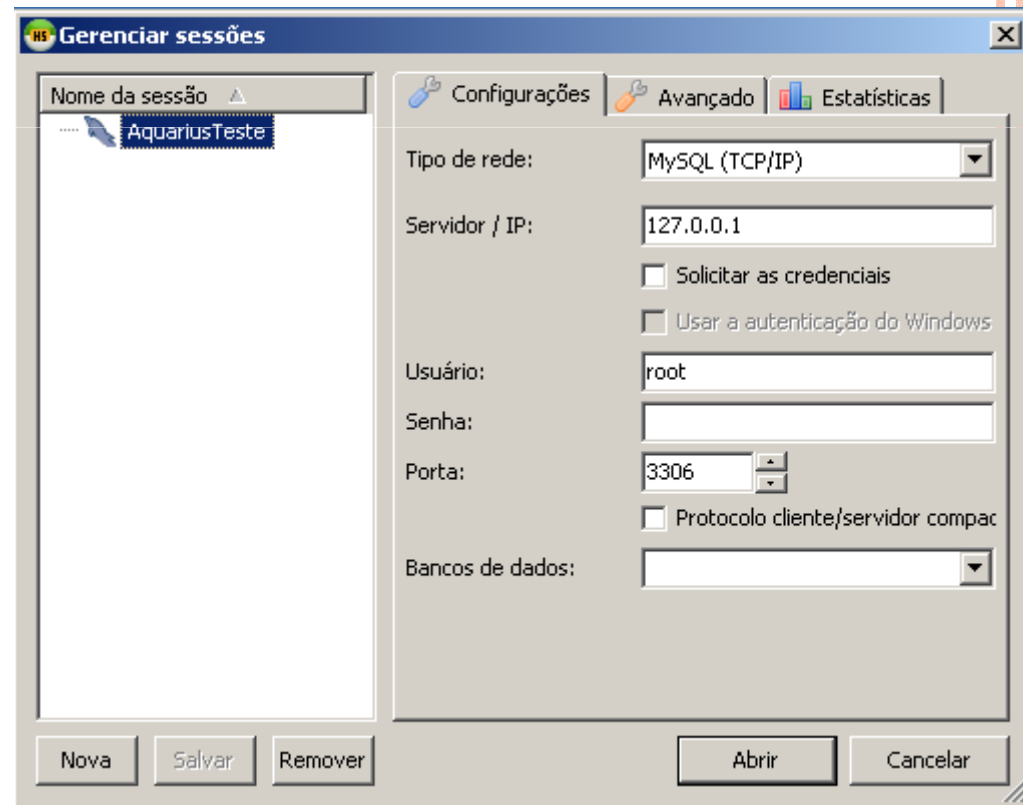 HS Gerenciar sessões
Nome da sessão
AquariusTeste
Configurações
Avançado
Estatísticas
Tipo de rede:
MySQL (TCP/IP)
Servidor / IP:
127.0.0.1
Solicitar as credenciais
Usar a autenticação do Windows
Usuário:
root
Senha:
Porta:
3306
Protocolo cliente/servidor compac
Bancos de dados:
Nova
Salvar
Remover
Abrir
Cancelar